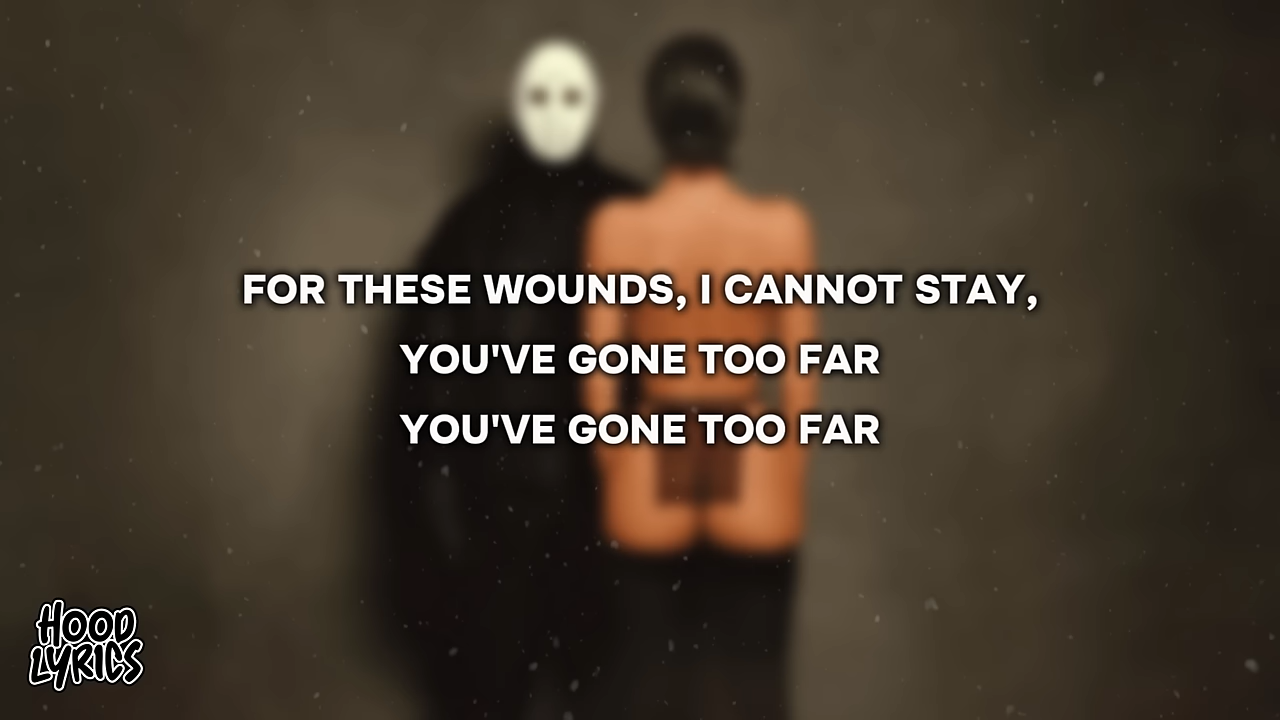 FOR THESE WOUNDS, I CANNOT STAY,
YOU'VE GONE TOO FAR
YOU'VE GONE TOO FAR
HOOD
LYRICS